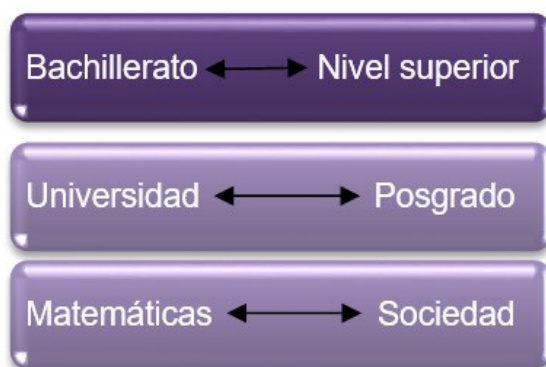 Bachillerato Nivel superior
Universidad Posgrado
Matemáticas Sociedad